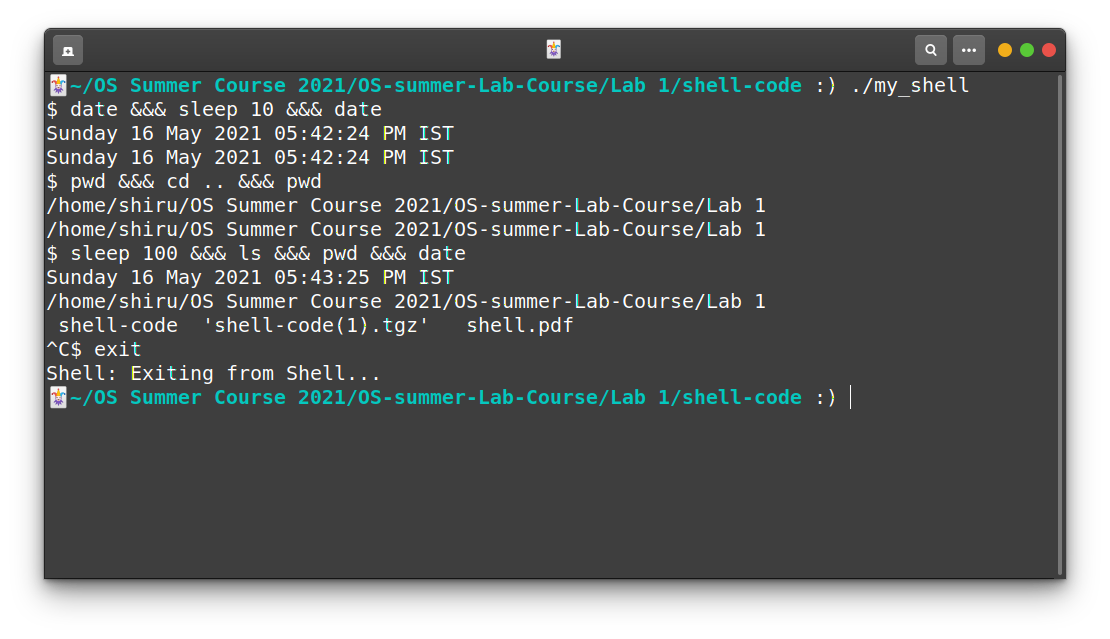 🃏~/OS Summer Course 2021/OS-summer-Lab-Course/Lab 1/shell-code :) ./my_shell
$ date &&& sleep 10 &&& date
Sunday 16 May 2021 05:42:24 PM IST
Sunday 16 May 2021 05:42:24 PM IST
$ pwd &&& cd .. &&& pwd
/home/shiru/OS Summer Course 2021/OS-summer-Lab-Course/Lab 1
/home/shiru/OS Summer Course 2021/OS-summer-Lab-Course/Lab 1
$ sleep 100 &&& ls &&& pwd &&& date
Sunday 16 May 2021 05:43:25 PM IST
/home/shiru/OS Summer Course 2021/OS-summer-Lab-Course/Lab 1
 shell-code  'shell-code(1).tgz'   shell.pdf
^C$ exit
Shell: Exiting from Shell...
🃏~/OS Summer Course 2021/OS-summer-Lab-Course/Lab 1/shell-code :)